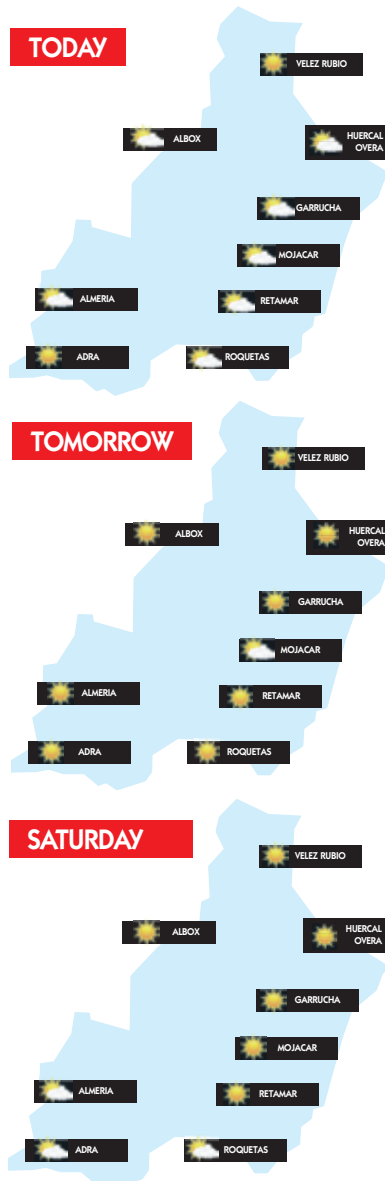 TODAY
VELEZ RUBIO
ALBOX
HUERCAL
OVERA
GARRUCHA
MOJACAR
ALMERIA
RETAMAR
ADRA
ROQUETAS
TOMORROW
VELEZ RUBIO
ALBOX
HUERCAL
OVERA
GARRUCHA
MOJACAR
ALMERIA
RETAMAR
ADRA
ROQUETAS
SATURDAY
VELEZ RUBIO
ALBOX
HUERCAL
OVERA
GARRUCHA
MOJACAR
ALMERIA
RETAMAR
ADRA
ROQUETAS